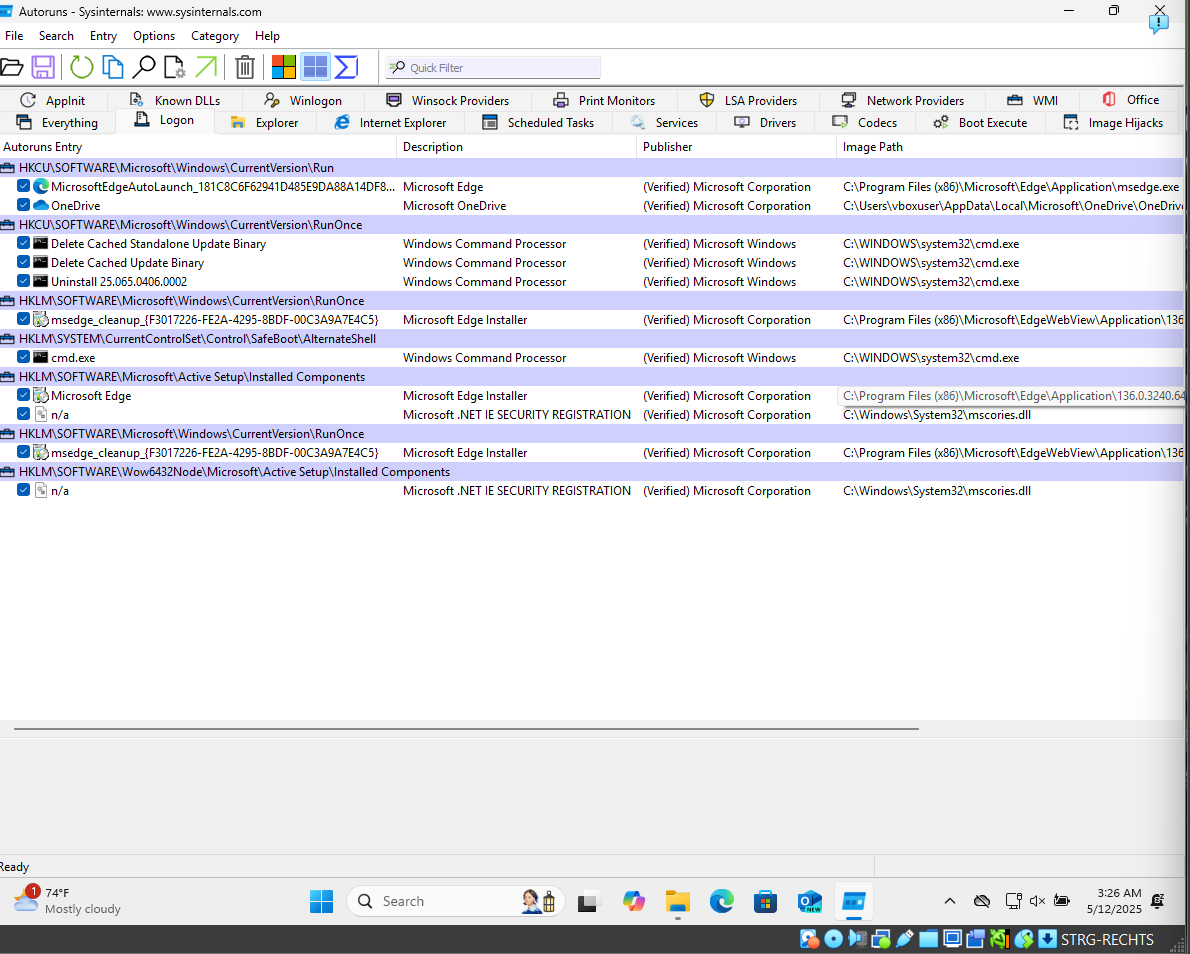 Autoruns - Sysinternals: www.sysinternals.com
File Search Entry Options Category Help
Quick Filter
AppInit Known DLLs Winlogon Winsock Providers Print Monitors LSA Providers Network Providers WMI Office
Everything Logon Explorer Internet Explorer Scheduled Tasks Services Drivers Codecs Boot Execute Image Hijacks
Autoruns Entry Description Publisher Image Path
HKCU\SOFTWARE\Microsoft\Windows\CurrentVersion\Run
MicrosoftEdgeAutoLaunch_181C8C6F62941D485E9DA88A14DF8... Microsoft Edge (Verified) Microsoft Corporation C:\Program Files (x86)\Microsoft\Edge\Application\msedge.exe
OneDrive Microsoft OneDrive (Verified) Microsoft Corporation C:\Users\vboxuser\AppData\Local\Microsoft\OneDrive\OneDrive
HKCU\SOFTWARE\Microsoft\Windows\CurrentVersion\RunOnce
Delete Cached Standalone Update Binary Windows Command Processor (Verified) Microsoft Windows C:\WINDOWS\system32\cmd.exe
Delete Cached Update Binary Windows Command Processor (Verified) Microsoft Windows C:\WINDOWS\system32\cmd.exe
Uninstall 25.065.0406.0002 Windows Command Processor (Verified) Microsoft Windows C:\WINDOWS\system32\cmd.exe
HKLM\SOFTWARE\Microsoft\Windows\CurrentVersion\RunOnce
msedge_cleanup_{F3017226-FE2A-4295-8BDF-00C3A9A7E4C5} Microsoft Edge Installer (Verified) Microsoft Corporation C:\Program Files (x86)\Microsoft\EdgeWebView\Application\136
HKLM\SYSTEM\CurrentControlSet\Control\SafeBoot\AlternateShell
cmd.exe Windows Command Processor (Verified) Microsoft Windows C:\WINDOWS\system32\cmd.exe
HKLM\SOFTWARE\Microsoft\Active Setup\Installed Components
Microsoft Edge Microsoft Edge Installer (Verified) Microsoft Corporation C:\Program Files (x86)\Microsoft\Edge\Application\136.0.3240.64
n/a Microsoft .NET IE SECURITY REGISTRATION (Verified) Microsoft Corporation C:\Windows\System32\mscories.dll
HKLM\SOFTWARE\Microsoft\Windows\CurrentVersion\RunOnce
msedge_cleanup_{F3017226-FE2A-4295-8BDF-00C3A9A7E4C5} Microsoft Edge Installer (Verified) Microsoft Corporation C:\Program Files (x86)\Microsoft\EdgeWebView\Application\136
HKLM\SOFTWARE\Wow6432Node\Microsoft\Active Setup\Installed Components
n/a Microsoft .NET IE SECURITY REGISTRATION (Verified) Microsoft Corporation C:\Windows\System32\mscories.dll
Ready
1 74°F
Mostly cloudy
Search
NEW
3:26 AM
5/12/2025
STRG-RECHTS